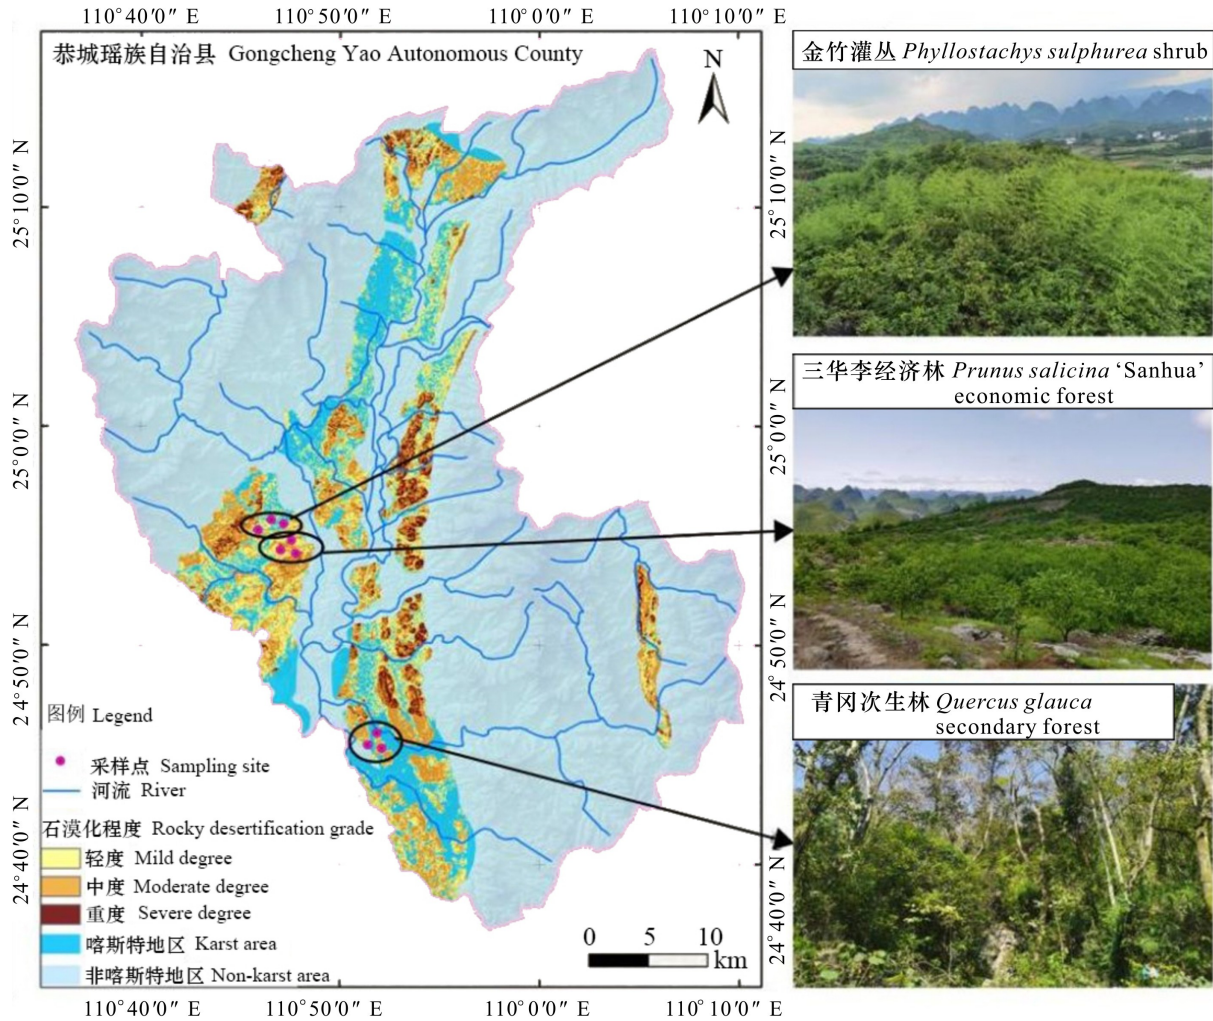 110°40′0″ E 110°50′0″ E 110°0′0″ E 110°10′0″ E
恭城瑶族自治县 Gongcheng Yao Autonomous County
N
25°10′0″ N
25°0′0″ N
24°50′0″ N
24°40′0″ N
图例 Legend
采样点 Sampling site
河流 River
石漠化程度 Rocky desertification grade
轻度 Mild degree
中度 Moderate degree
重度 Severe degree
喀斯特地区 Karst area
非喀斯特地区 Non-karst area
0 5 10
km
110°40′0″ E 110°50′0″ E 110°0′0″ E 110°10′0″ E
25°10′0″ N
25°0′0″ N
24°50′0″ N
24°40′0″ N
金竹灌丛 Phyllostachys sulphurea shrub
三华李经济林 Prunus salicina ‘Sanhua’
economic forest
青冈次生林 Quercus glauca
secondary forest